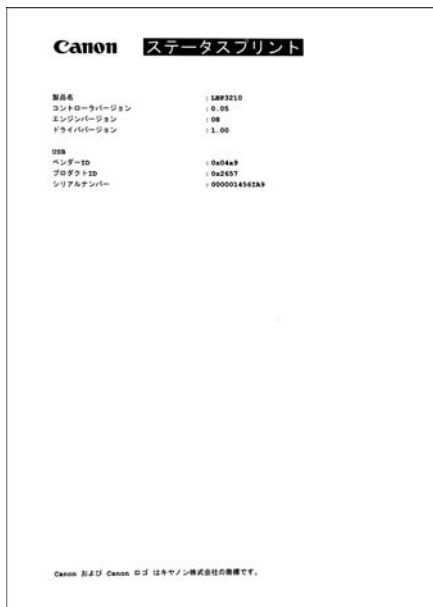 Canon ステータスプリント
製品名 : LBP3210
コントローラバージョン : 0.05
エンジンバージョン : 08
ドライババージョン : 1.00
USB
ベンダーID : 0x04a9
プロダクトID : 0x2657
シリアルナンバー : 000001456IA9
Canon および Canon ロゴ はキヤノン株式会社の商標です。